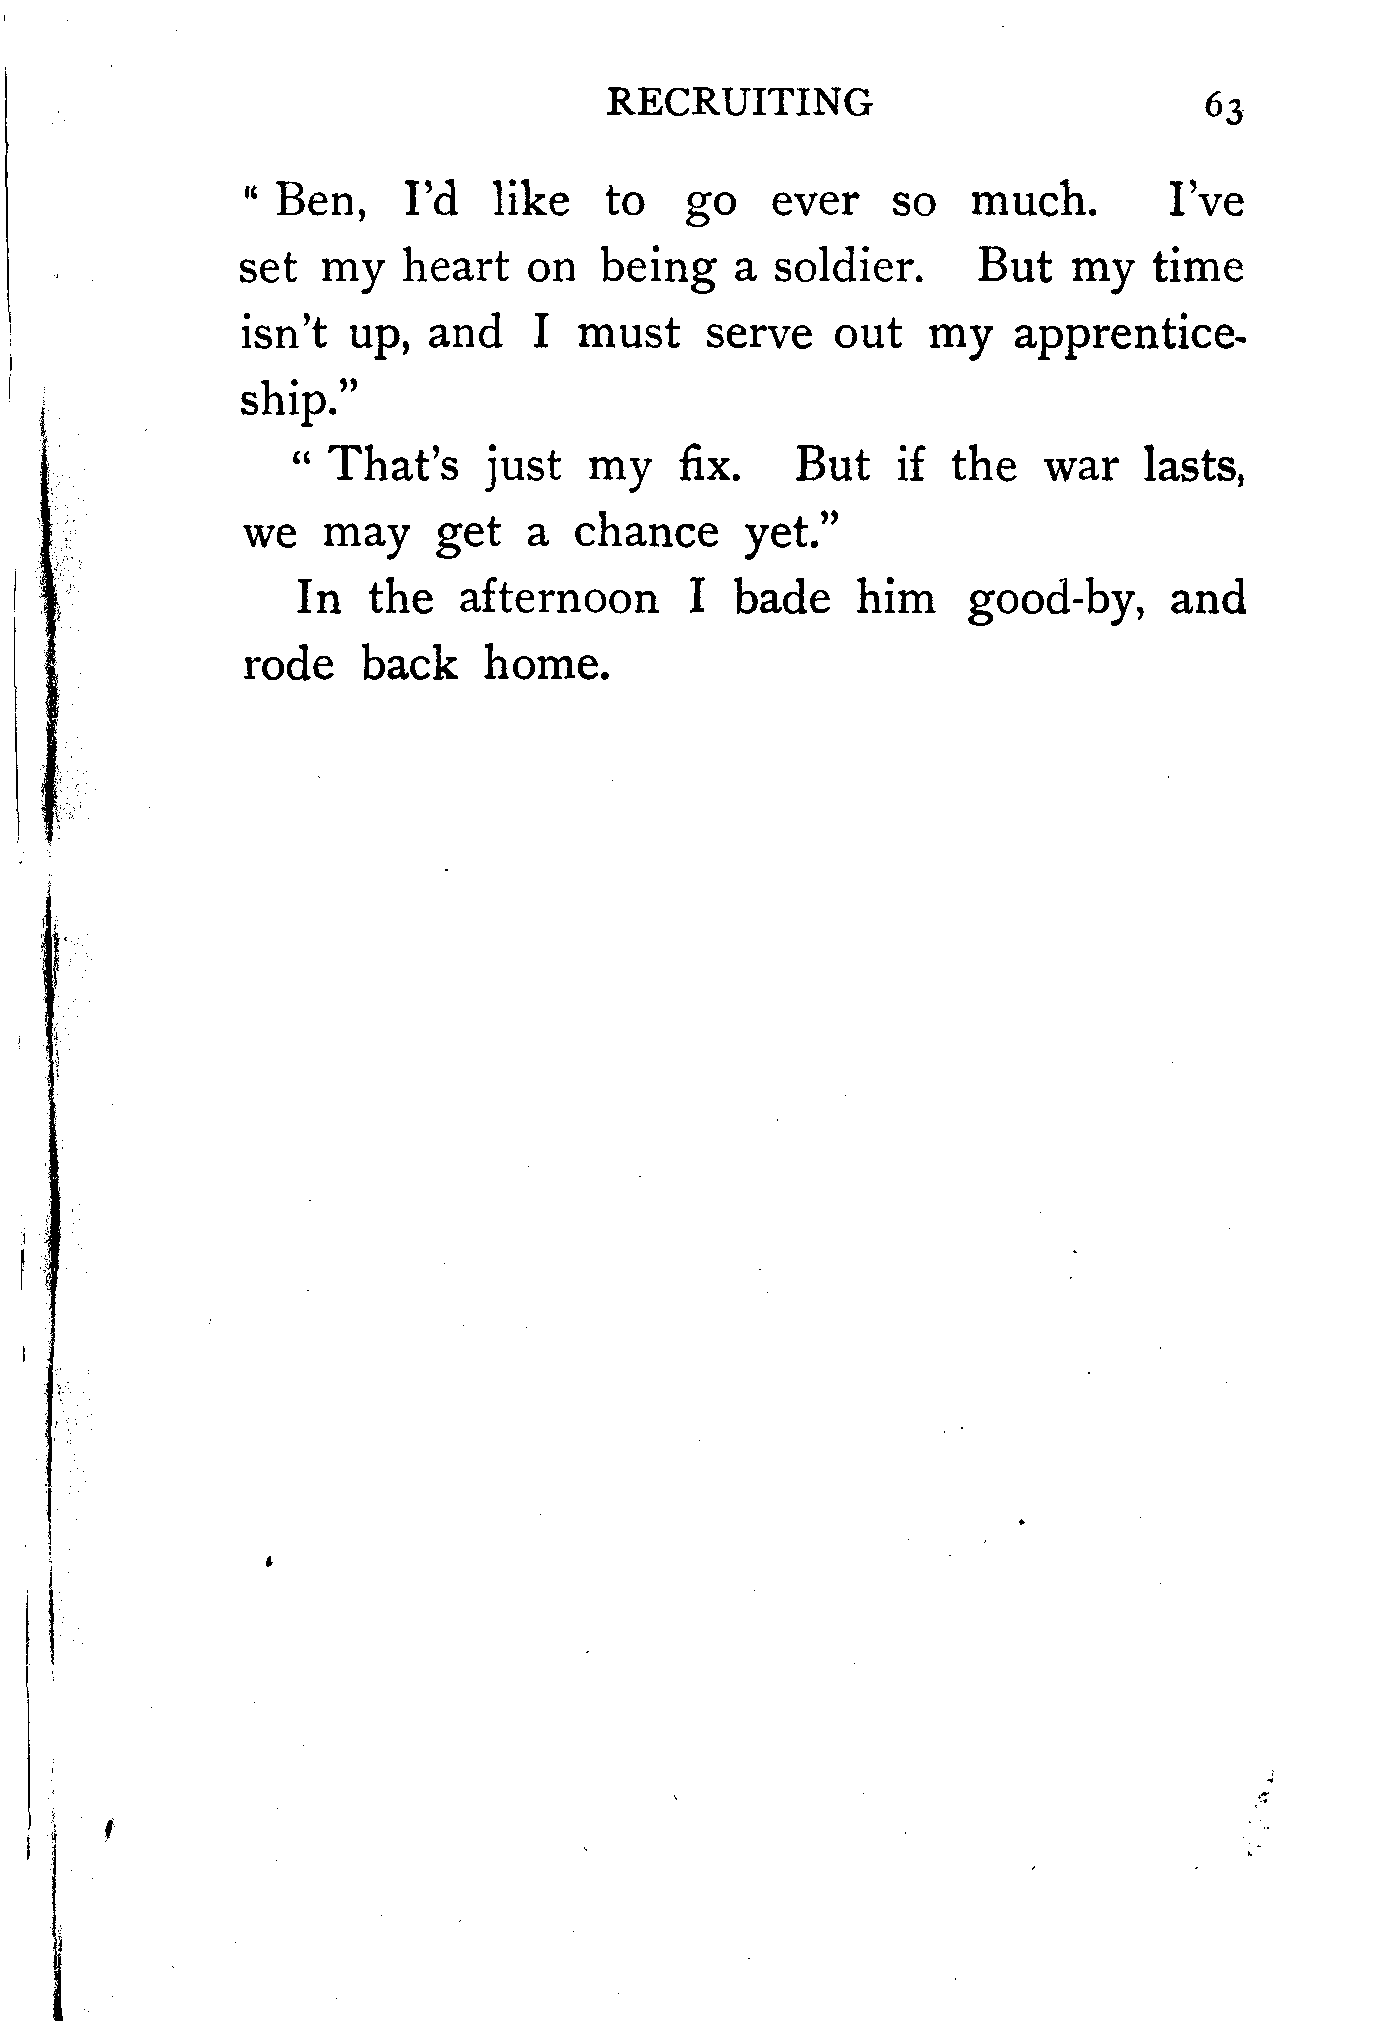 RECRUITING 63
" Ben, I'd like to go ever so much. I've
set my heart on being a soldier. But my time
isn't up, and I must serve out my apprentice-
ship."
" That's just my fix. But if the war lasts,
we may get a chance yet."
In the afternoon I bade him good-by, and
rode back home.